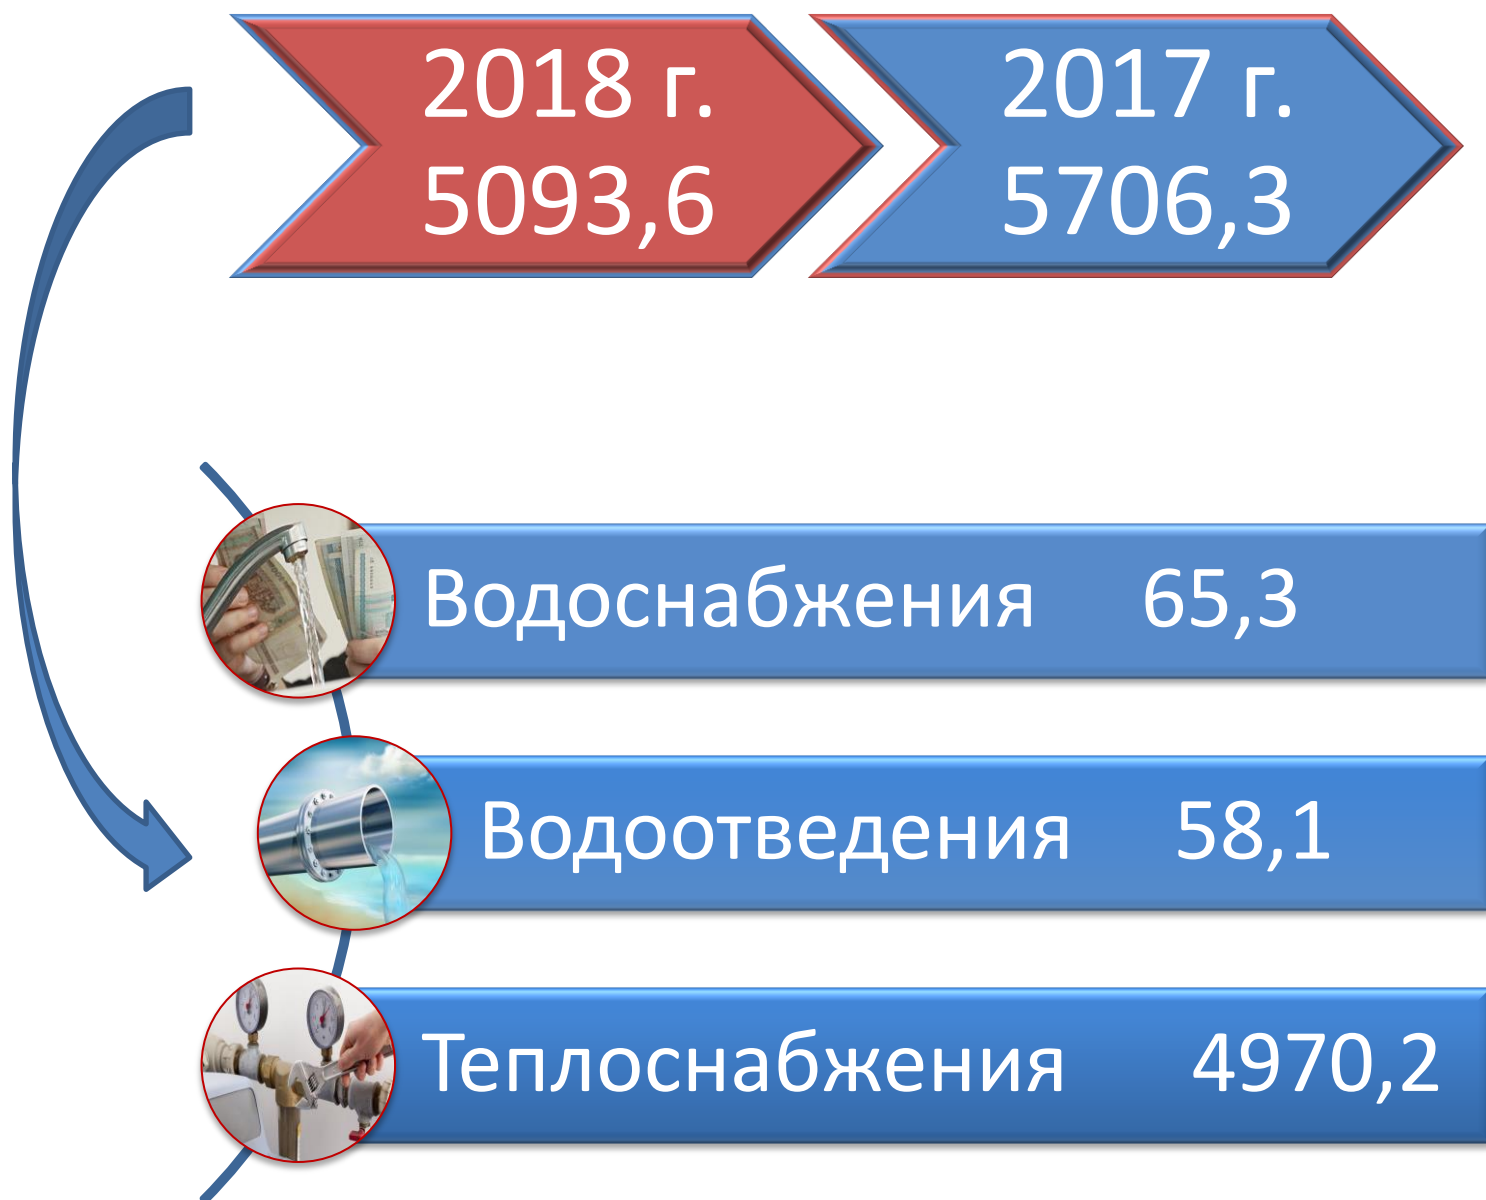 2018 г.
5093,6
2017 г.
5706,3
Водоснабжения 65,3
Водоотведения 58,1
Теплоснабжения 4970,2